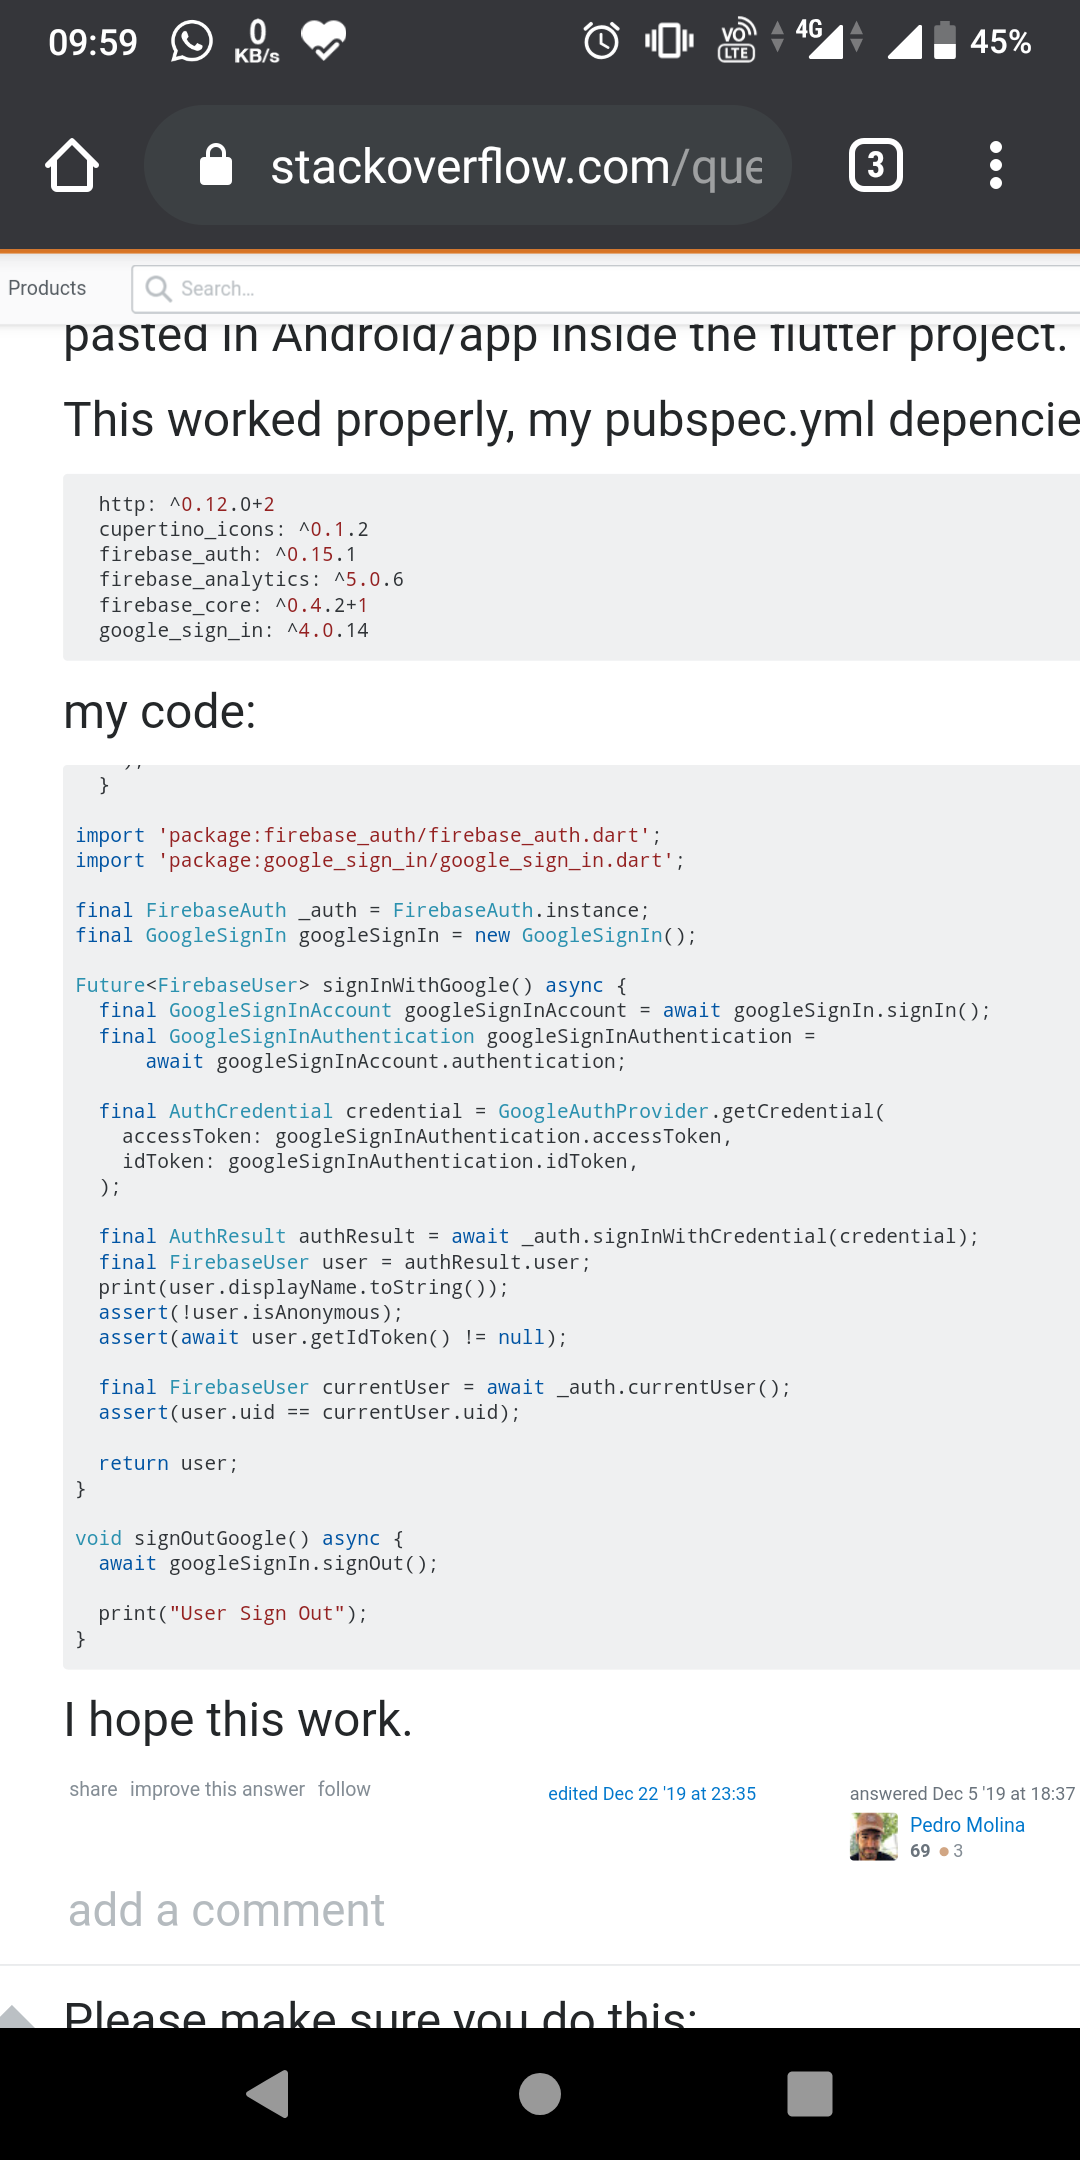 09:59 0 KB/s VO LTE 4G 45%
stackoverflow.com/que 3
Products Search...
pasted in Android/app inside the flutter project.
This worked properly, my pubspec.yml depencie
http: ^0.12.0+2
cupertino_icons: ^0.1.2
firebase_auth: ^0.15.1
firebase_analytics: ^5.0.6
firebase_core: ^0.4.2+1
google_sign_in: ^4.0.14
my code:
);
}
import 'package:firebase_auth/firebase_auth.dart';
import 'package:google_sign_in/google_sign_in.dart';
final FirebaseAuth _auth = FirebaseAuth.instance;
final GoogleSignIn googleSignIn = new GoogleSignIn();
Future<FirebaseUser> signInWithGoogle() async {
final GoogleSignInAccount googleSignInAccount = await googleSignIn.signIn();
final GoogleSignInAuthentication googleSignInAuthentication =
await googleSignInAccount.authentication;
final AuthCredential credential = GoogleAuthProvider.getCredential(
accessToken: googleSignInAuthentication.accessToken,
idToken: googleSignInAuthentication.idToken,
);
final AuthResult authResult = await _auth.signInWithCredential(credential);
final FirebaseUser user = authResult.user;
print(user.displayName.toString());
assert(!user.isAnonymous);
assert(await user.getIdToken() != null);
final FirebaseUser currentUser = await _auth.currentUser();
assert(user.uid == currentUser.uid);
return user;
}
void signOutGoogle() async {
await googleSignIn.signOut();
print("User Sign Out");
}
I hope this work.
share improve this answer follow edited Dec 22 '19 at 23:35 answered Dec 5 '19 at 18:37
Pedro Molina
69 3
add a comment
Please make sure you do this: